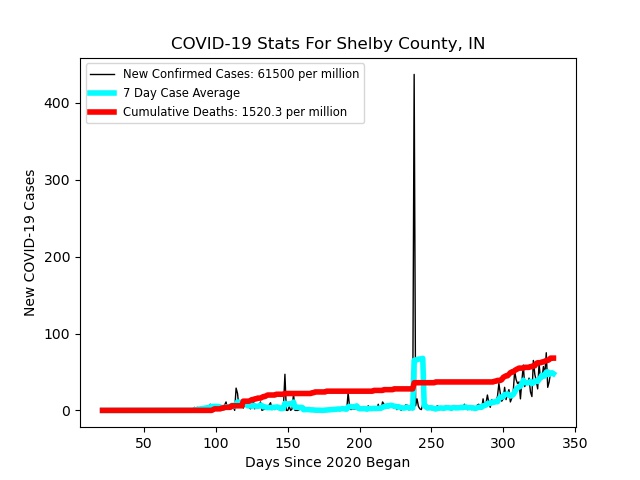 COVID-19 Stats For Shelby County, IN
New Confirmed Cases: 61500 per million
7 Day Case Average
Cumulative Deaths: 1520.3 per million
New COVID-19 Cases
400
300
200
100
0
50 100 150 200 250 300 350
Days Since 2020 Began